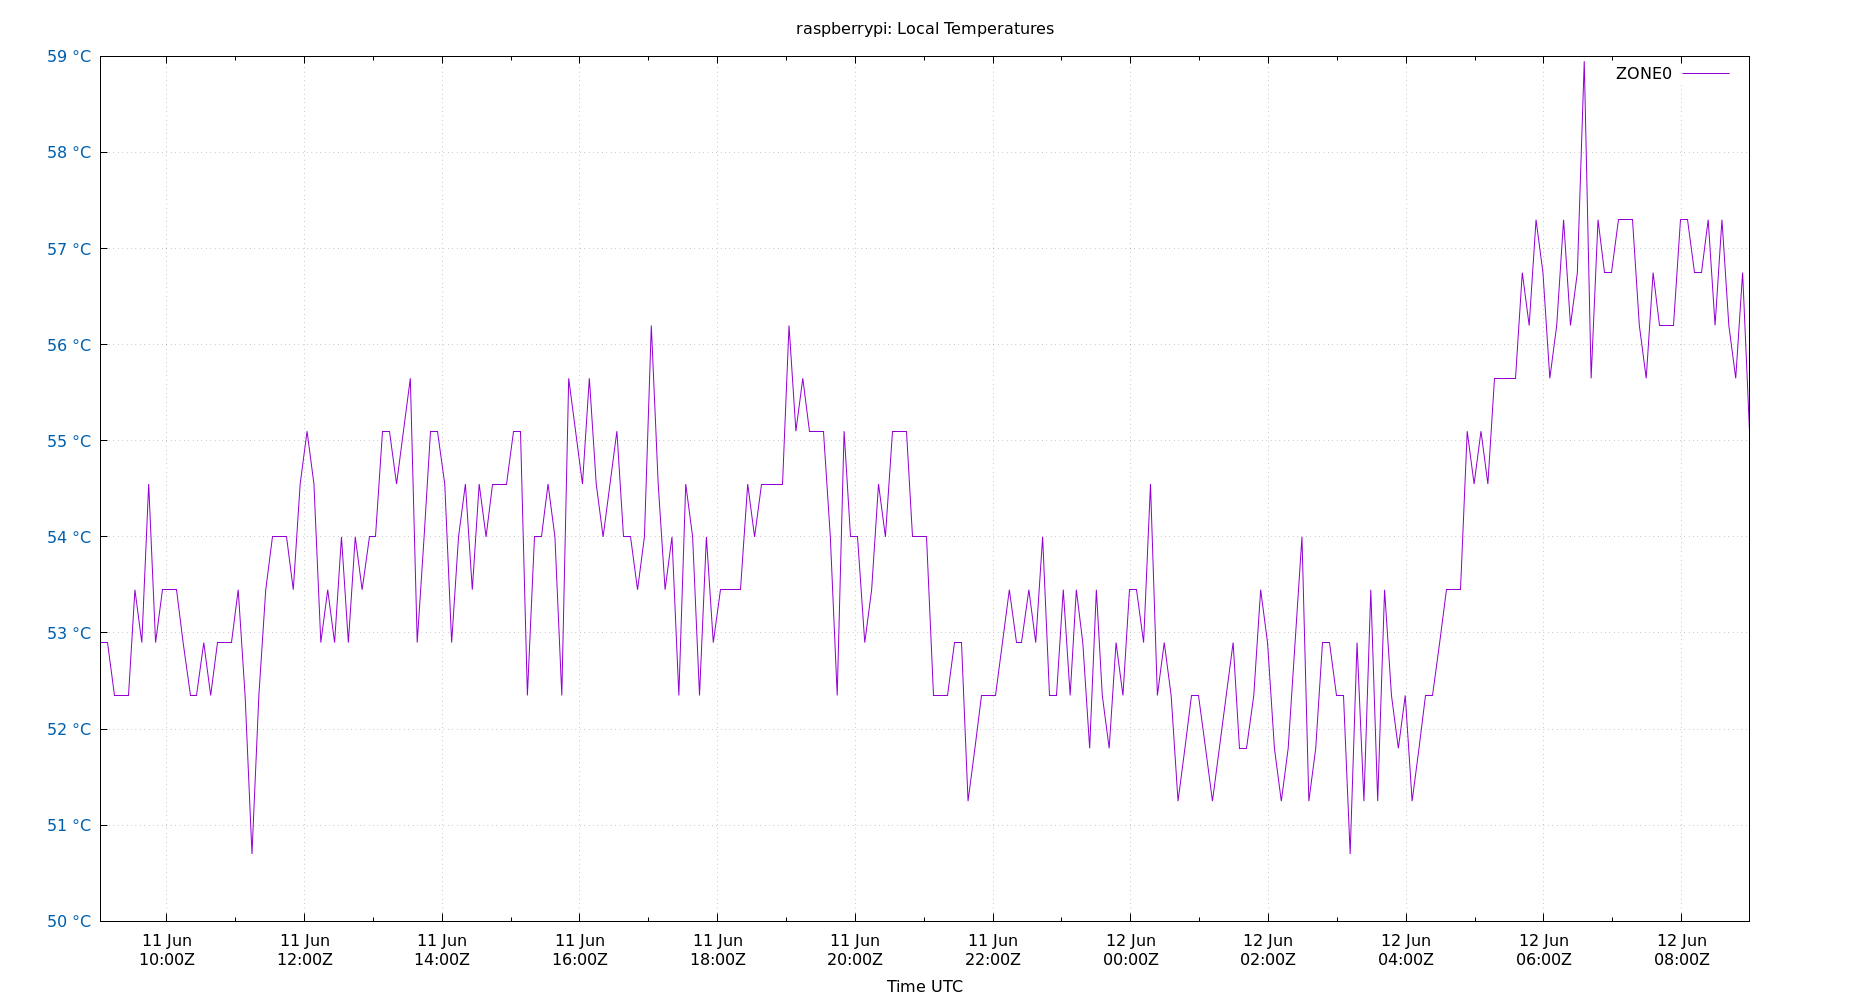 raspberrypi: Local Temperatures
ZONE0
59 °C
58 °C
57 °C
56 °C
55 °C
54 °C
53 °C
52 °C
51 °C
50 °C
11 Jun 11 Jun 11 Jun 11 Jun 11 Jun 11 Jun 11 Jun 12 Jun 12 Jun 12 Jun 12 Jun 12 Jun
10:00Z 12:00Z 14:00Z 16:00Z 18:00Z 20:00Z 22:00Z 00:00Z 02:00Z 04:00Z 06:00Z 08:00Z
Time UTC